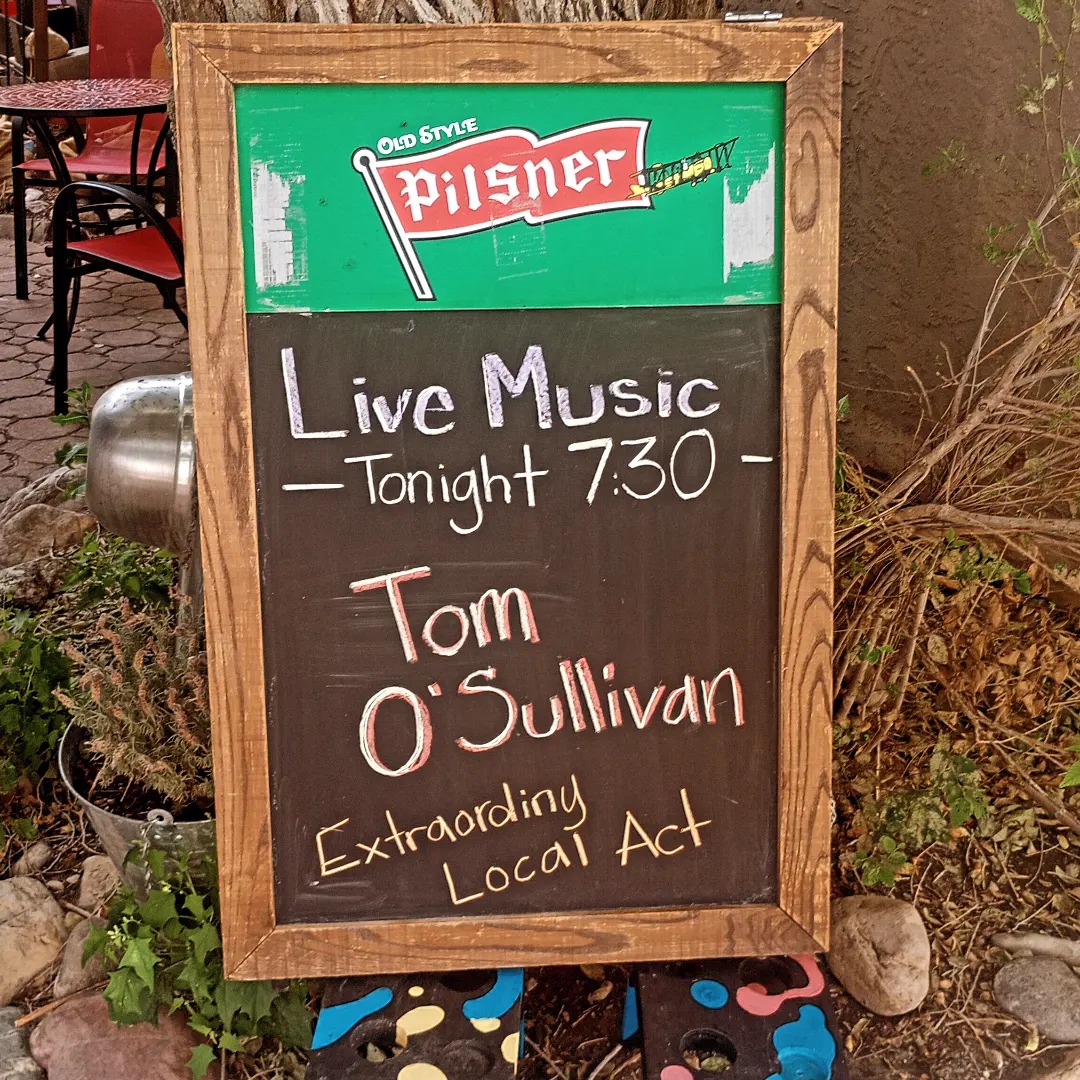 OLD STYLE
Pilsner
Live Music
- Tonight 7:30 -
Tom
O'Sullivan
Extraordiny
Local Act